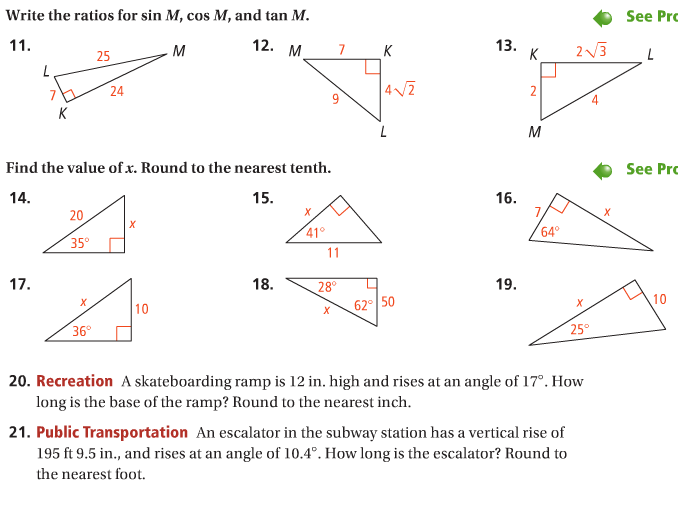 Write the ratios for sin M, cos M, and tan M.
See Pro
11.
L
25
M
7
24
K
12.
M
7
K
4√2
9
L
13.
K
2√3
L
2
4
M
Find the value of x. Round to the nearest tenth.
See Pro
14.
20
x
35°
15.
x
41°
11
16.
7
x
64°
17.
x
10
36°
18.
28°
x
62°
50
19.
x
10
25°
20. Recreation A skateboarding ramp is 12 in. high and rises at an angle of 17°. How
long is the base of the ramp? Round to the nearest inch.
21. Public Transportation An escalator in the subway station has a vertical rise of
195 ft 9.5 in., and rises at an angle of 10.4°. How long is the escalator? Round to
the nearest foot.